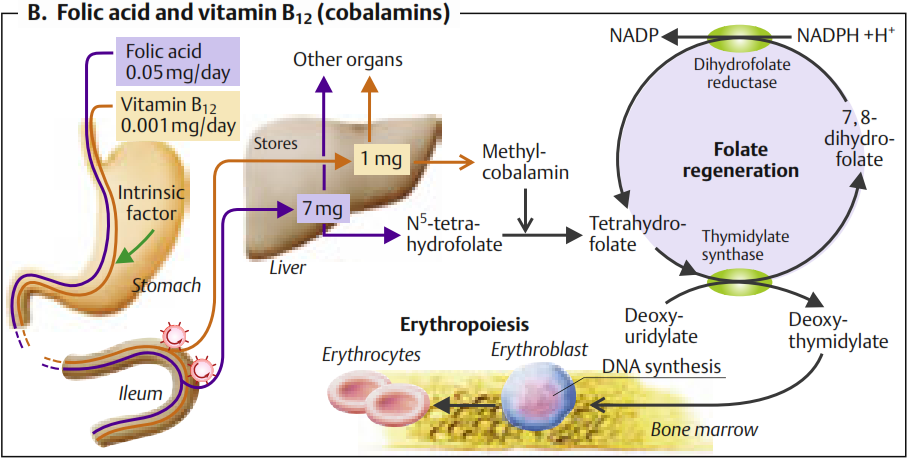 B. Folic acid and vitamin B12 (cobalamins)
Folic acid
0.05 mg/day
Vitamin B12
0.001 mg/day
Intrinsic
factor
Stomach
Ileum
Other organs
Stores
1 mg
7 mg
Liver
Methyl-
cobalamin
N5-tetra-
hydrofolate
Tetrahydro-
folate
NADP
NADPH +H+
Dihydrofolate
reductase
7,8-
dihydro-
folate
Folate
regeneration
Thymidylate
synthase
Deoxy-
uridylate
Deoxy-
thymidylate
Erythropoiesis
Erythrocytes
Erythroblast
DNA synthesis
Bone marrow